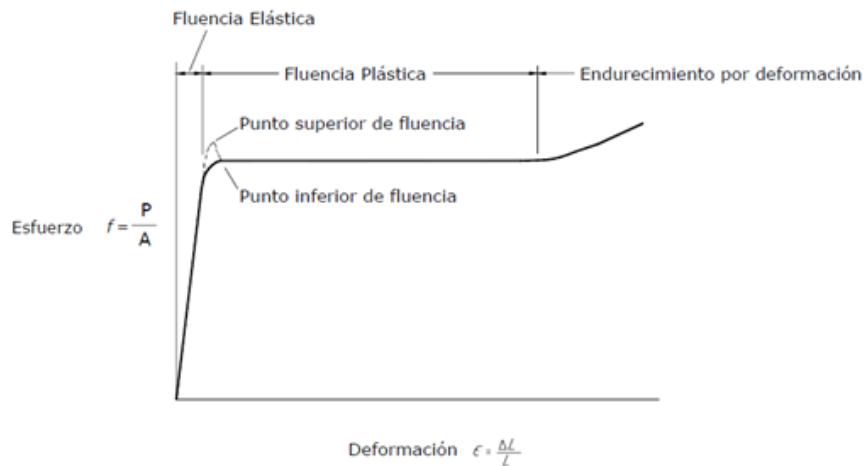 Fluencia Elástica
Fluencia Plástica
Endurecimiento por deformación
Punto superior de fluencia
Punto inferior de fluencia
Esfuerzo f = P/A
Deformación ϵ = ΔL/L